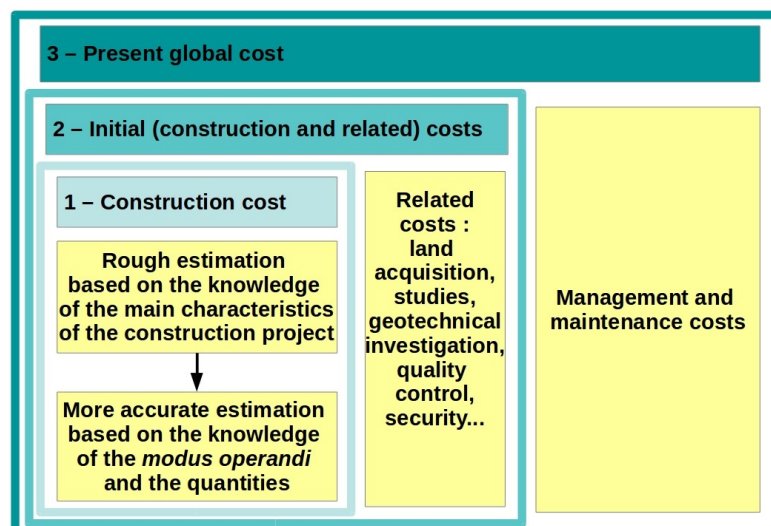 3 – Present global cost
2 – Initial (construction and related) costs
1 – Construction cost
Rough estimation
based on the knowledge
of the main characteristics
of the construction project
More accurate estimation
based on the knowledge
of the modus operandi
and the quantities
Related
costs :
land
acquisition,
studies,
geotechnical
investigation,
quality
control,
security...
Management and
maintenance costs